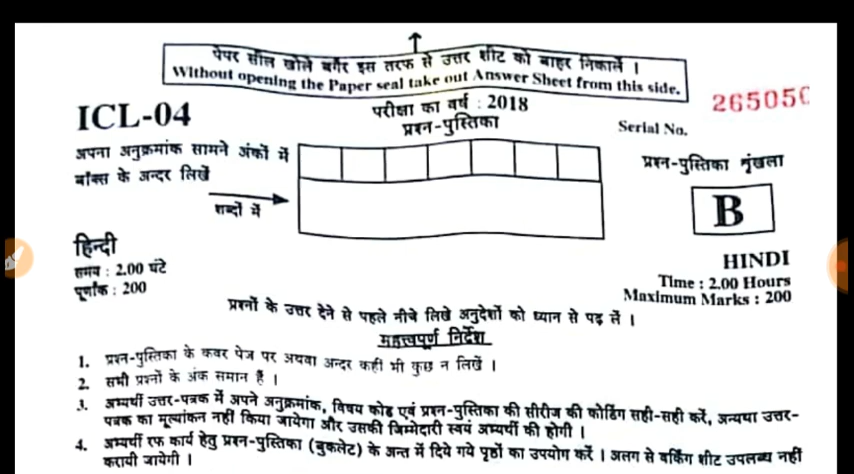 पेपर सील खोले बगैर इस तरफ से उत्तर शीट को बाहर निकालें ।
Without opening the Paper seal take out Answer Sheet from this side.
ICL-04
परीक्षा का वर्ष : 2018
प्रश्न-पुस्तिका
265050
Serial No.
अपना अनुक्रमांक सामने अंकों में
बॉक्स के अन्दर लिखें
शब्दों में
प्रश्न-पुस्तिका शृंखला
B
हिन्दी
समय : 2.00 घंटे
पूर्णांक : 200
HINDI
Time : 2.00 Hours
Maximum Marks : 200
प्रश्नों के उत्तर देने से पहले नीचे लिखे अनुदेशों को ध्यान से पढ़ लें ।
महत्त्वपूर्ण निर्देश
1. प्रश्न-पुस्तिका के कवर पेज पर अथवा अन्दर कहीं भी कुछ न लिखें ।
2. सभी प्रश्नों के अंक समान हैं ।
3. अभ्यर्थी उत्तर-पत्रक में अपने अनुक्रमांक, विषय कोड एवं प्रश्न-पुस्तिका की सीरीज की कोडिंग सही-सही करें, अन्यथा उत्तर-
पत्रक का मूल्यांकन नहीं किया जायेगा और उसकी जिम्मेदारी स्वयं अभ्यर्थी की होगी ।
4. अभ्यर्थी रफ कार्य हेतु प्रश्न-पुस्तिका (बुकलेट) के अन्त में दिये गये पृष्ठों का उपयोग करें । अलग से वर्किंग शीट उपलब्ध नहीं
करायी जायेगी ।